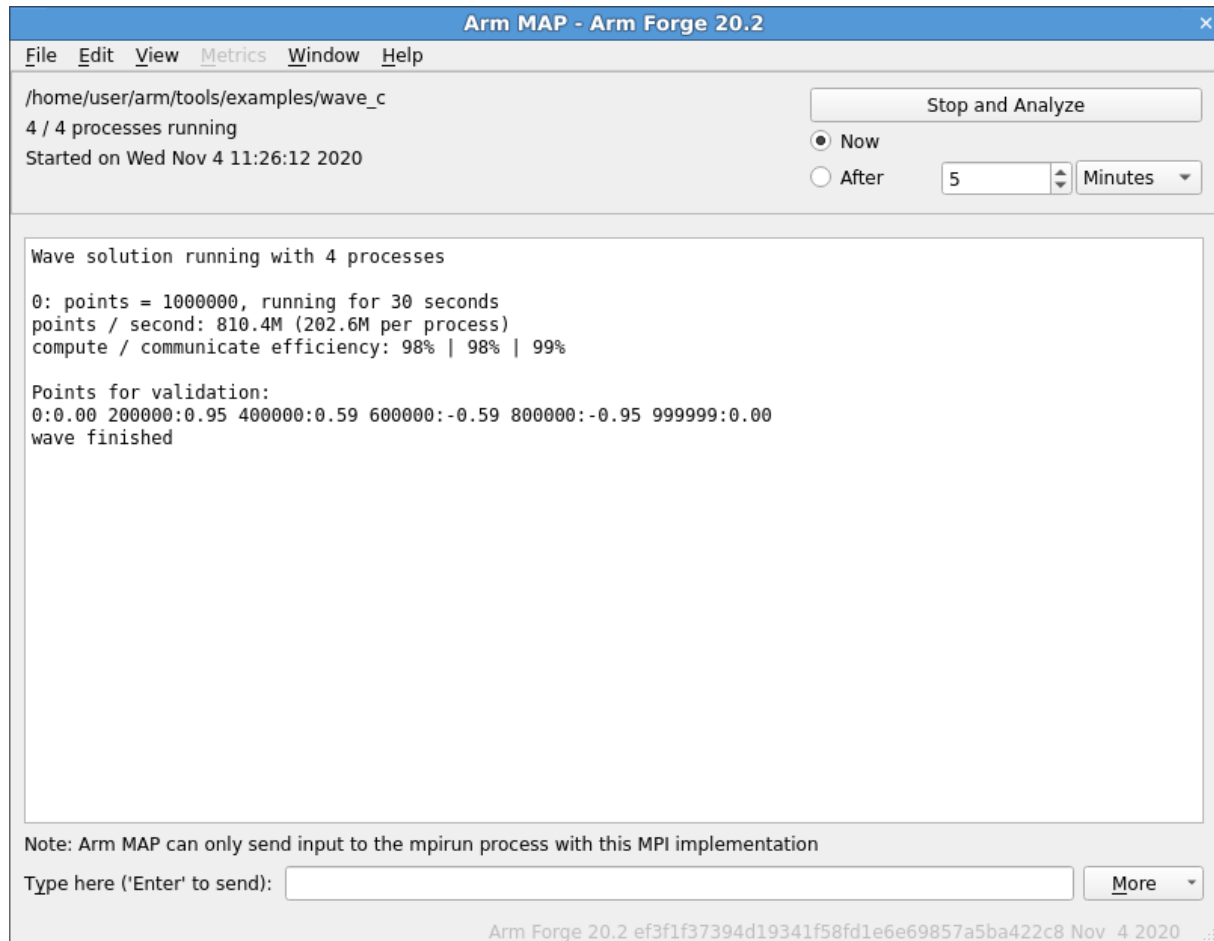 Arm MAP - Arm Forge 20.2
File Edit View Metrics Window Help
/home/user/arm/tools/examples/wave_c
4 / 4 processes running
Started on Wed Nov 4 11:26:12 2020
Stop and Analyze
Now
After 5 Minutes
Wave solution running with 4 processes
0: points = 1000000, running for 30 seconds
points / second: 810.4M (202.6M per process)
compute / communicate efficiency: 98% | 98% | 99%
Points for validation:
0:0.00 200000:0.95 400000:0.59 600000:-0.59 800000:-0.95 999999:0.00
wave finished
Note: Arm MAP can only send input to the mpirun process with this MPI implementation
Type here ('Enter' to send): More
Arm Forge 20.2 ef3f1f37394d19341f58fd1e6e69857a5ba422c8 Nov 4 2020